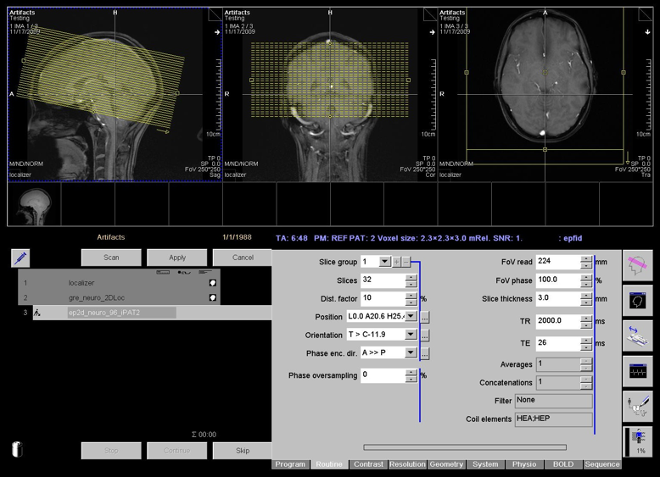 Artifacts
Testing
1 IMA 1 / 3
11/17/2009
H
A
10cm
M/ND/NORM
localizer
TP 0
SP 0.0
FoV 250*250
Sag
Artifacts
Testing
1 IMA 2 / 3
11/17/2009
H
R
10cm
M/ND/NORM
localizer
TP 0
SP 0.0
FoV 250*250
Cor
Artifacts
Testing
1 IMA 3 / 3
11/17/2009
A
R
10cm
M/ND/NORM
localizer
TP 0.0
SP
FoV 250*250
Tra
Artifacts 1/1/1988
TA: 6:48 PM: REF PAT: 2 Voxel size: 2.3×2.3×3.0 mRel. SNR: 1. : epfid
Scan Apply Cancel
1 localizer
2 gre_neuro_2DLoc
3 ep2d_neuro_96_iPAT2
Σ 00:00
Stop Continue Skip
Slice group 1 + -
Slices 32
Dist. factor 10 %
Position L0.0 A20.6 H25.
Orientation T > C-11.9 ...
Phase enc. dir. A >> P ...
Phase oversampling 0 %
FoV read 224 mm
FoV phase 100.0 %
Slice thickness 3.0 mm
TR 2000.0 ms
TE 26 ms
Averages 1
Concatenations 1
Filter None
Coil elements HEA;HEP
1%
Program Routine Contrast Resolution Geometry System Physio BOLD Sequence